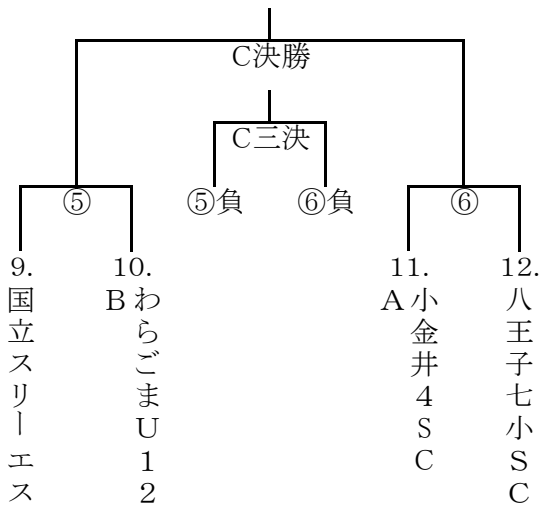 C決勝
C三決
⑤
⑤負
⑥負
⑥
9.
国立スリーエス
10.
わらごまU12
B
11.
小金井4SC
A
12.
八王子七小SC